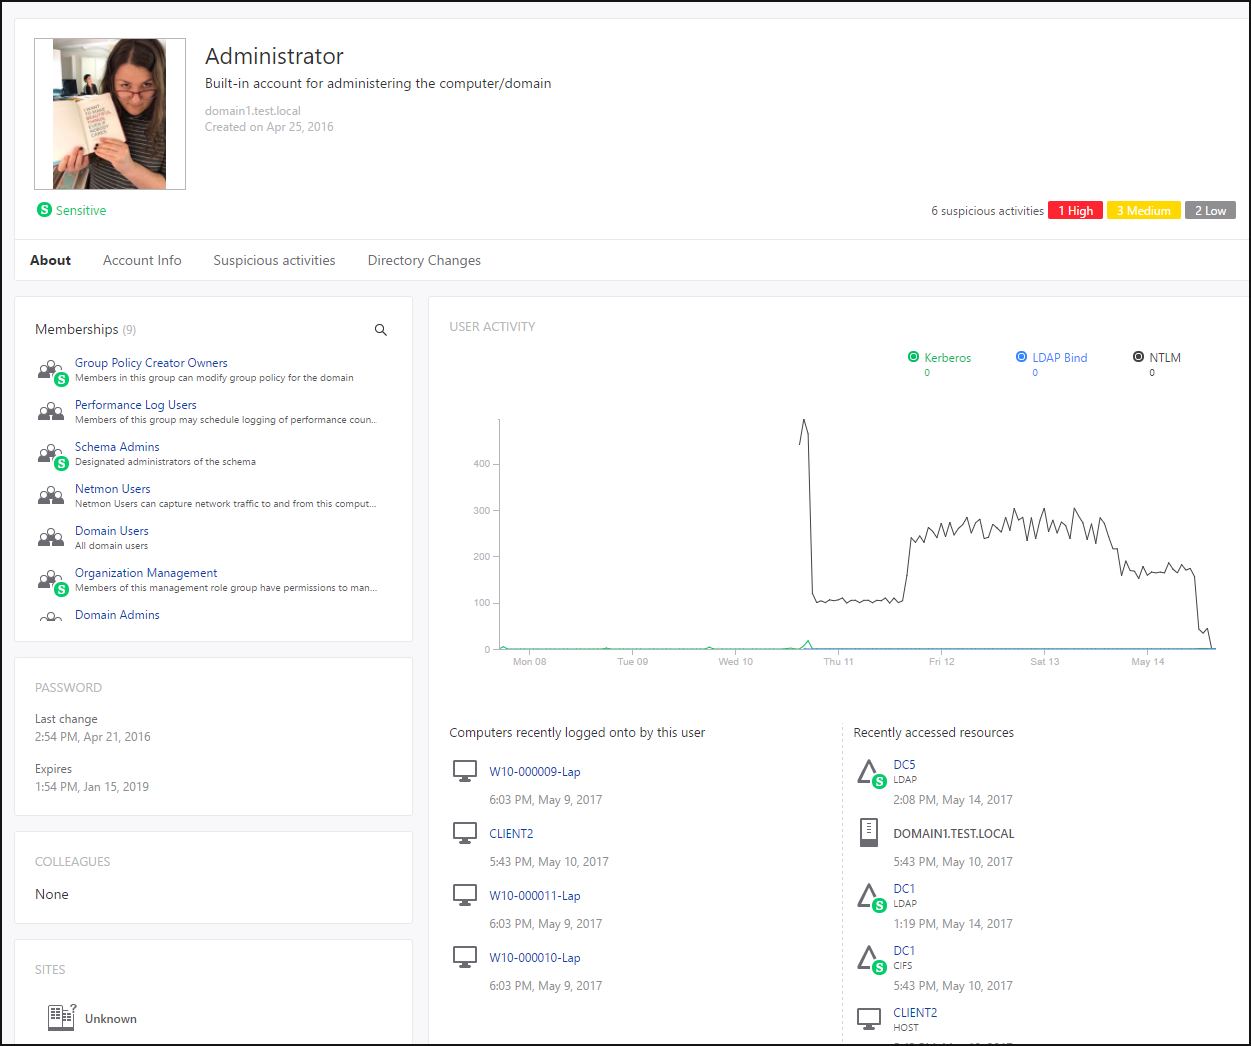 I WANT
TO MAKE
BEAUTIFUL
THINGS
EVEN IF
NOBODY
CARES
Administrator
Built-in account for administering the computer/domain
domain1.test.local
Created on Apr 25, 2016
S Sensitive
6 suspicious activities 1 High 3 Medium 2 Low
About Account Info Suspicious activities Directory Changes
Memberships (9)
Group Policy Creator Owners
S Members in this group can modify group policy for the domain
Performance Log Users
Members of this group may schedule logging of performance coun...
Schema Admins
S Designated administrators of the schema
Netmon Users
Netmon Users can capture network traffic to and from this comput...
Domain Users
All domain users
Organization Management
S Members of this management role group have permissions to man...
Domain Admins
PASSWORD
Last change
2:54 PM, Apr 21, 2016
Expires
1:54 PM, Jan 15, 2019
COLLEAGUES
None
SITES
? Unknown
USER ACTIVITY
Kerberos LDAP Bind NTLM
0 0 0
400
300
200
100
0
Mon 08 Tue 09 Wed 10 Thu 11 Fri 12 Sat 13 May 14
Computers recently logged onto by this user
W10-000009-Lap
6:03 PM, May 9, 2017
CLIENT2
5:43 PM, May 10, 2017
W10-000011-Lap
6:03 PM, May 9, 2017
W10-000010-Lap
6:03 PM, May 9, 2017
Recently accessed resources
DC5
S LDAP
2:08 PM, May 14, 2017
DOMAIN1.TEST.LOCAL
5:43 PM, May 10, 2017
DC1
S LDAP
1:19 PM, May 14, 2017
DC1
S CIFS
5:43 PM, May 10, 2017
CLIENT2
HOST